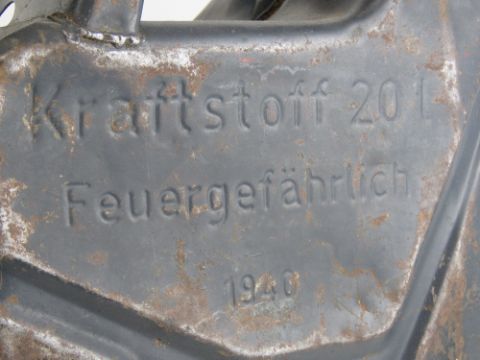 Kraftstoff 20 l
Feuergefährlich
1940